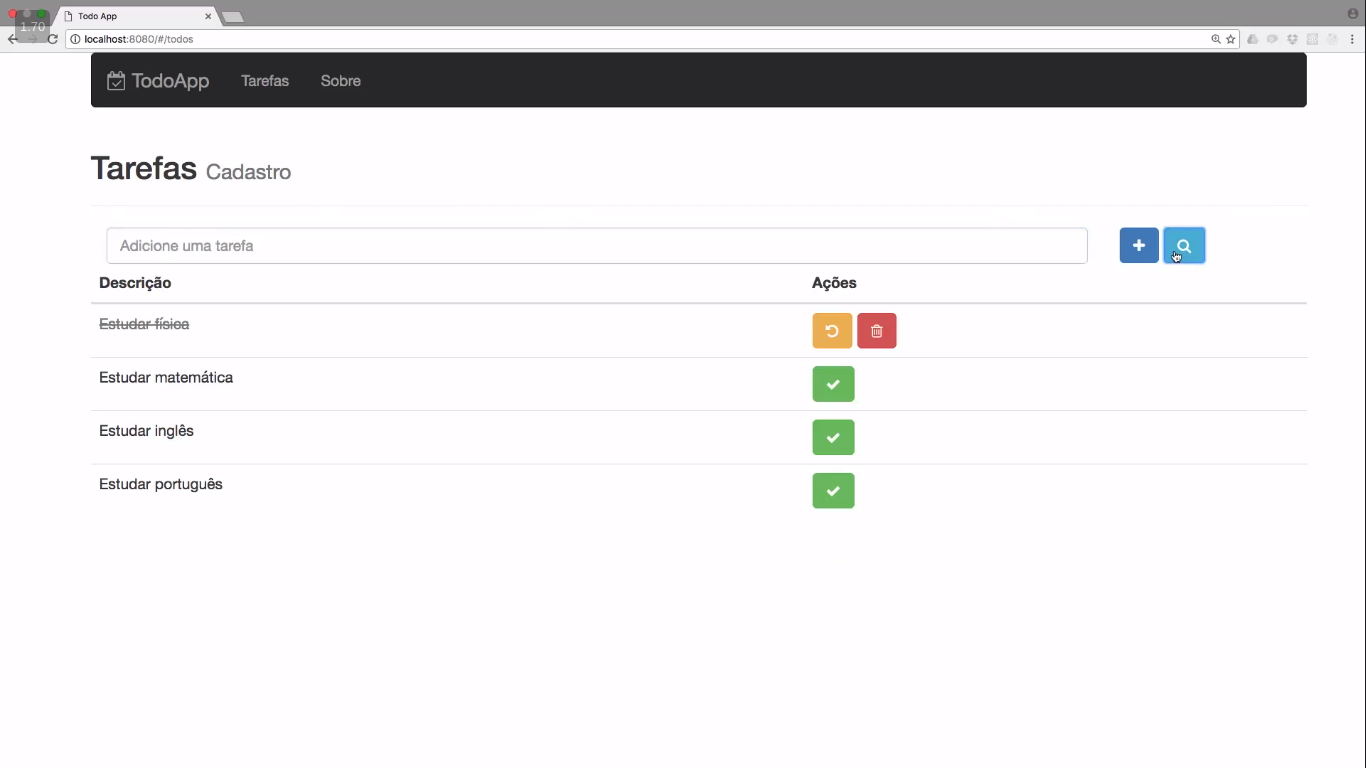 Todo App
1.70
localhost:8080/#/todos
TodoApp Tarefas Sobre
Tarefas Cadastro
Adicione uma tarefa
Descrição Ações
Estudar física
Estudar matemática
Estudar inglês
Estudar português